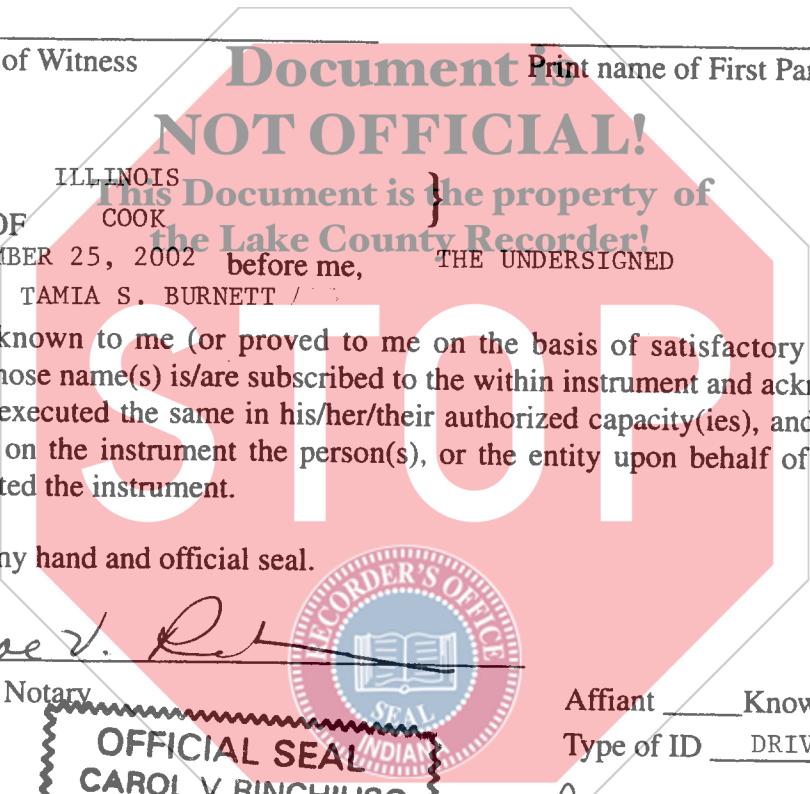 of Witness
Print name of First Par
Document is
NOT OFFICIAL!
This Document is the property of
the Lake County Recorder!
ILLINOIS }
OF COOK
MBER 25, 2002 before me, THE UNDERSIGNED
TAMIA S. BURNETT /
known to me (or proved to me on the basis of satisfactory
hose name(s) is/are subscribed to the within instrument and ackn
executed the same in his/her/their authorized capacity(ies), and
on the instrument the person(s), or the entity upon behalf of
ted the instrument.
STOP
ny hand and official seal.
RECORDER'S OFFICE
SEAL
INDIANA
V.
Notary
Affiant Know
Type of ID DRIV
OFFICIAL SEAL
CAROL V RINCHIUSO